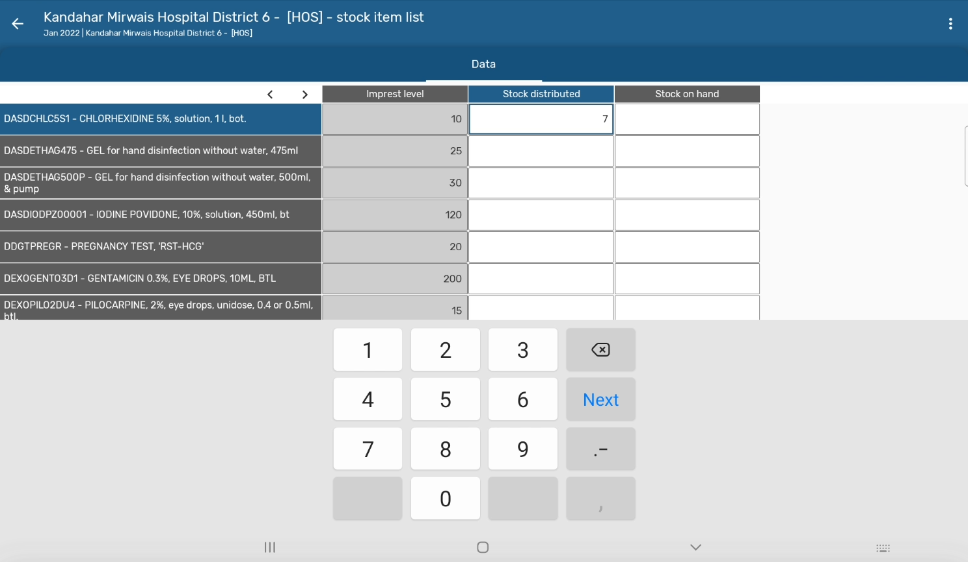 Kandahar Mirwais Hospital District 6 -  [HOS] - stock item list
Jan 2022 | Kandahar Mirwais Hospital District 6 -  [HOS]
Data
Imprest level Stock distributed Stock on hand
DASDCHLC5S1 - CHLORHEXIDINE 5%, solution, 1 l, bot. 10 7
DASDETHAG475 - GEL for hand disinfection without water, 475ml 25
DASDETHAG500P - GEL for hand disinfection without water, 500ml,
& pump 30
DASDIODPZ00001 - IODINE POVIDONE, 10%, solution, 450ml, bt 120
DDGTPREGR - PREGNANCY TEST, 'RST-HCG' 20
DEXOGENTO3D1 - GENTAMICIN 0.3%, EYE DROPS, 10ML, BTL 200
DEXOPILO2DU4 - PILOCARPINE, 2%, eye drops, unidose, 0.4 or 0.5ml,
btl. 15
1 2 3
4 5 6 Next
7 8 9 .-
0 ,